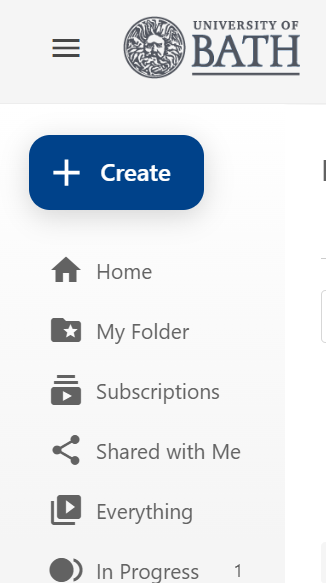 UNIVERSITY OF
BATH
Create
Home
My Folder
Subscriptions
Shared with Me
Everything
In Progress 1